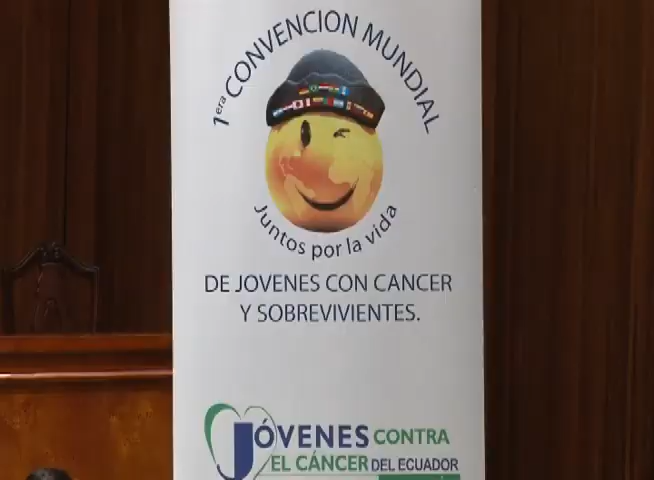 1era CONVENCION MUNDIAL
Juntos por la vida
DE JOVENES CON CANCER
Y SOBREVIVIENTES.
JÓVENES CONTRA
EL CÁNCER DEL ECUADOR